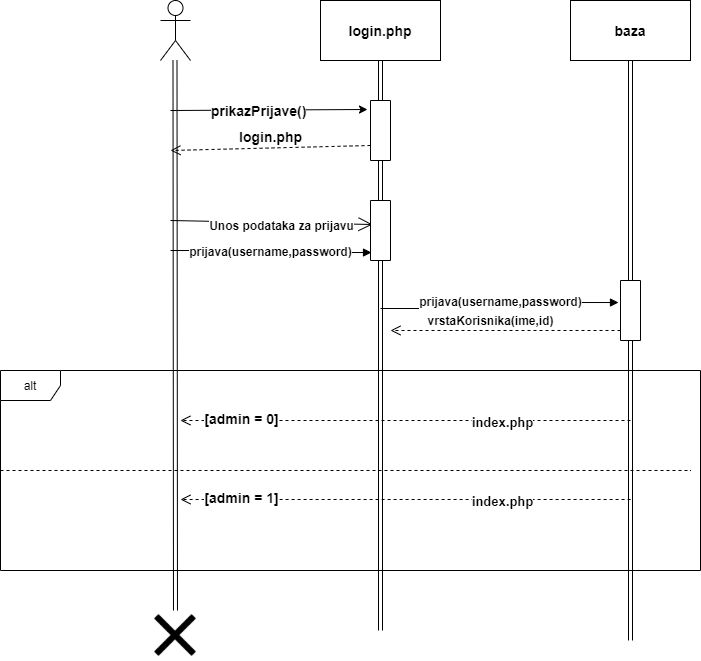 login.php
baza
prikazPrijave()
login.php
Unos podataka za prijavu
prijava(username,password)
prijava(username,password)
vrstaKorisnika(ime,id)
alt
[admin = 0]
index.php
[admin = 1]
index.php